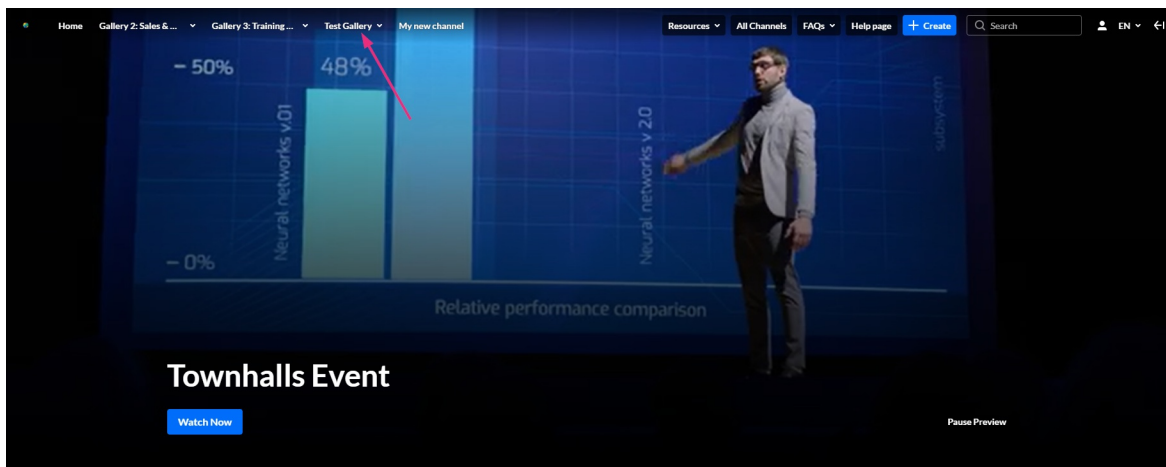 Home Gallery 2: Sales & ... Gallery 3: Training ... Test Gallery My new channel Resources All Channels FAQs Help page + Create Search EN
– 50% 48%
Neural networks v.01
Neural networks v 2.0
subsystem
– 0%
Relative performance comparison
Townhalls Event
Watch Now Pause Preview